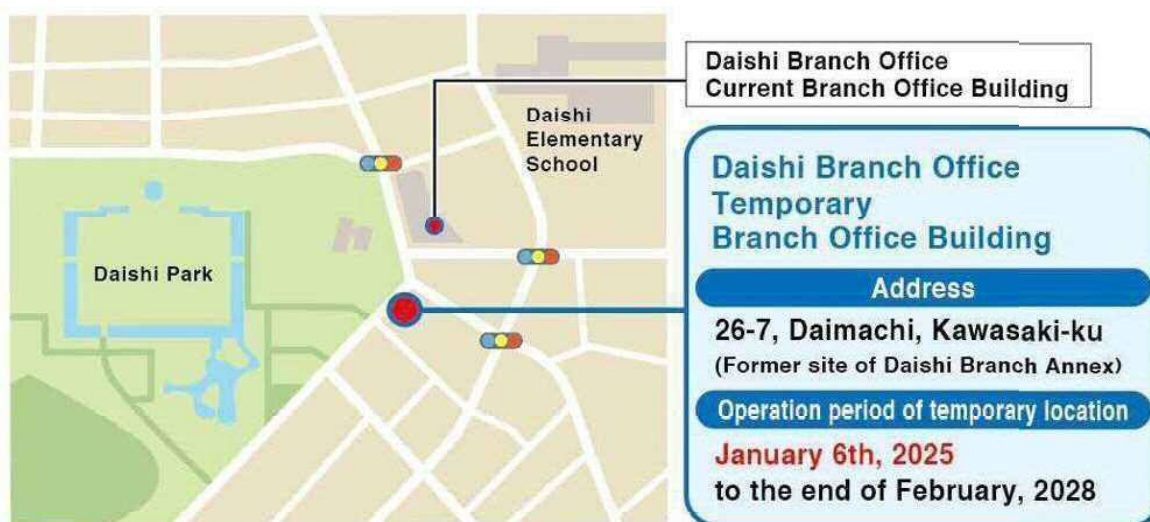 Daishi Branch Office
Current Branch Office Building
Daishi
Elementary
School
Daishi Park
Daishi Branch Office
Temporary
Branch Office Building
Address
26-7, Daimachi, Kawasaki-ku
(Former site of Daishi Branch Annex)
Operation period of temporary location
January 6th, 2025
to the end of February, 2028